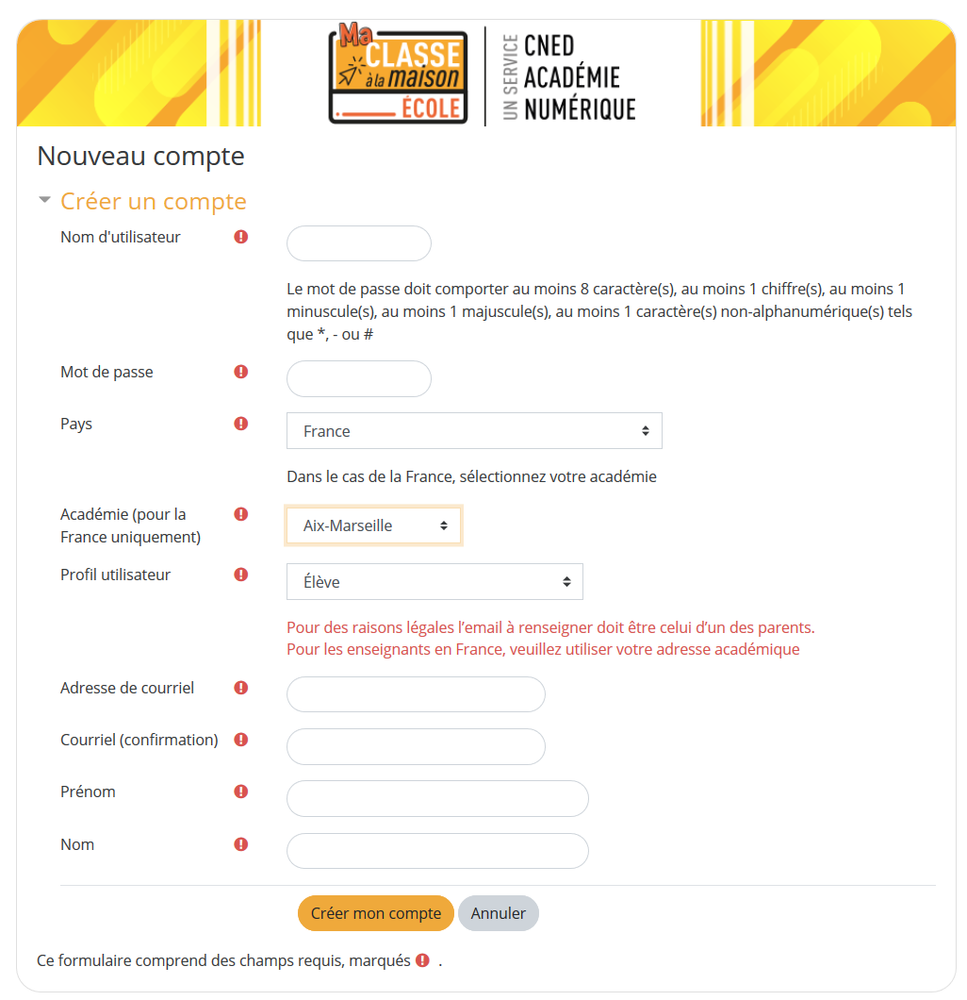 Ma
CLASSE
à la maison
ÉCOLE
UN SERVICE
CNED
ACADÉMIE
NUMÉRIQUE
Nouveau compte
Créer un compte
Nom d'utilisateur
Le mot de passe doit comporter au moins 8 caractère(s), au moins 1 chiffre(s), au moins 1
minuscule(s), au moins 1 majuscule(s), au moins 1 caractère(s) non-alphanumérique(s) tels
que *, - ou #
Mot de passe
Pays
France
Dans le cas de la France, sélectionnez votre académie
Académie (pour la
France uniquement)
Aix-Marseille
Profil utilisateur
Élève
Pour des raisons légales l’email à renseigner doit être celui d’un des parents.
Pour les enseignants en France, veuillez utiliser votre adresse académique
Adresse de courriel
Courriel (confirmation)
Prénom
Nom
Créer mon compte
Annuler
Ce formulaire comprend des champs requis, marqués .